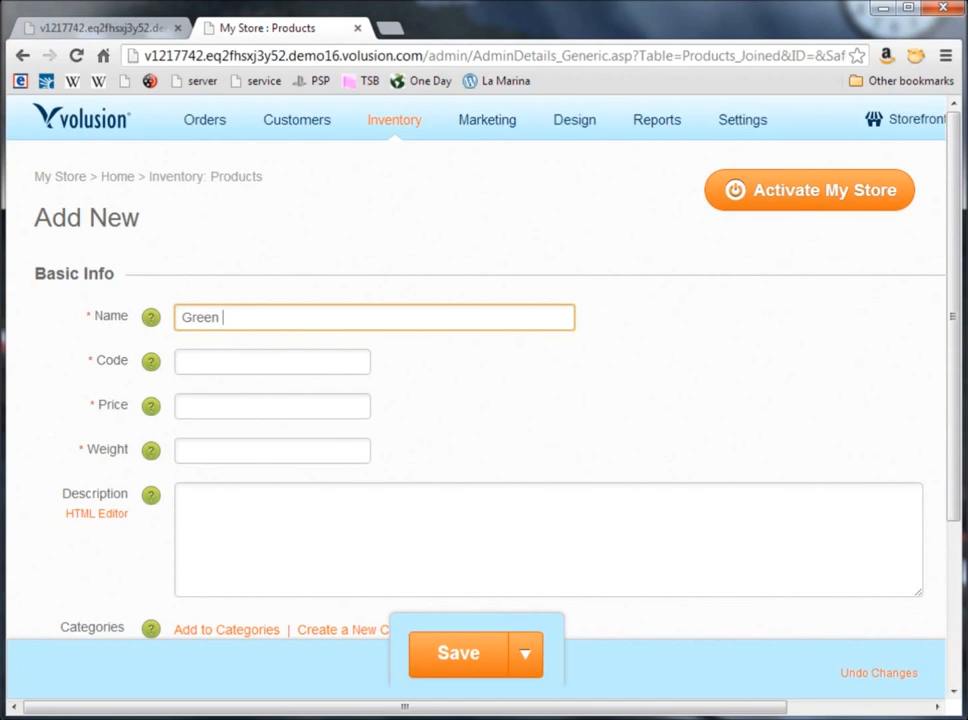 v1217742.eq2fhsxj3y52.de
My Store : Products
v1217742.eq2fhsxj3y52.demo16.volusion.com/admin/AdminDetails_Generic.asp?Table=Products_Joined&ID=&Saf
server service PSP TSB One Day La Marina Other bookmarks
volusion Orders Customers Inventory Marketing Design Reports Settings Storefront
My Store > Home > Inventory: Products
Activate My Store
Add New
Basic Info
* Name ? Green
* Code ?
* Price ?
* Weight ?
Description ?
HTML Editor
Categories ? Add to Categories | Create a New C
Save
Undo Changes